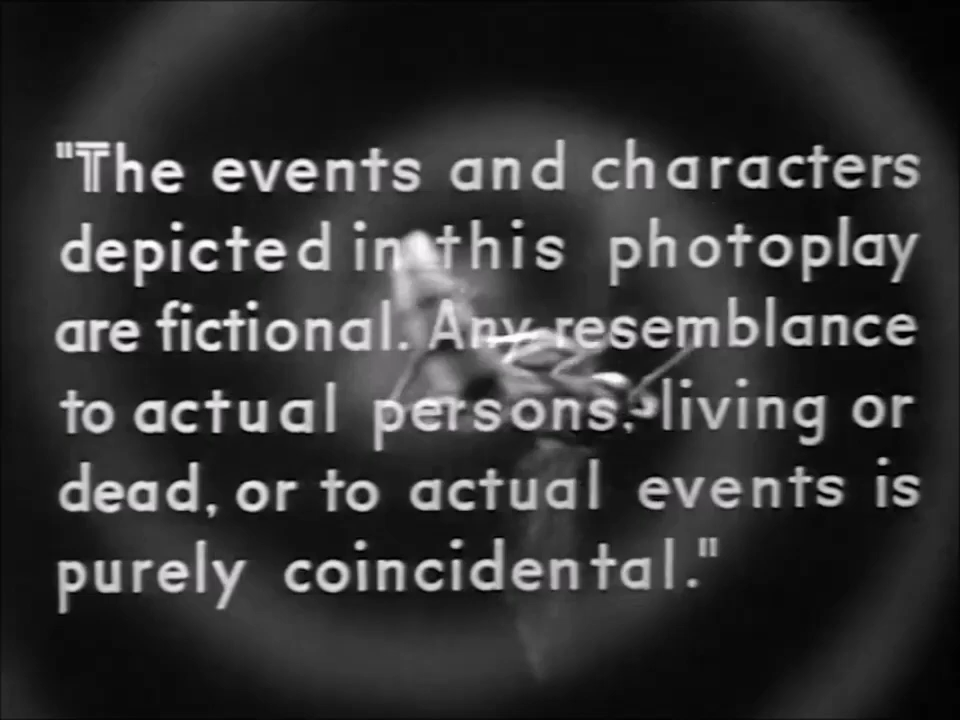 "The events and characters
depicted in this photoplay
are fictional. Any resemblance
to actual persons, living or
dead, or to actual events is
purely coincidental."